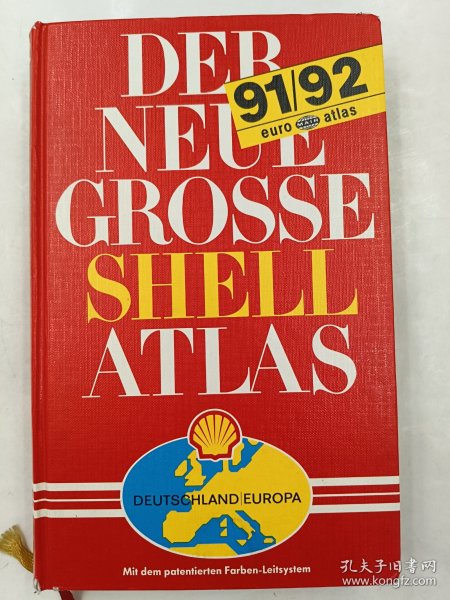 DER
NEUE
GROSSE
SHELL
ATLAS
91/92
euro MAIR atlas
DEUTSCHLAND|EUROPA
Mit dem patentierten Farben-Leitsystem
孔夫子旧书网
www.kongfz.com